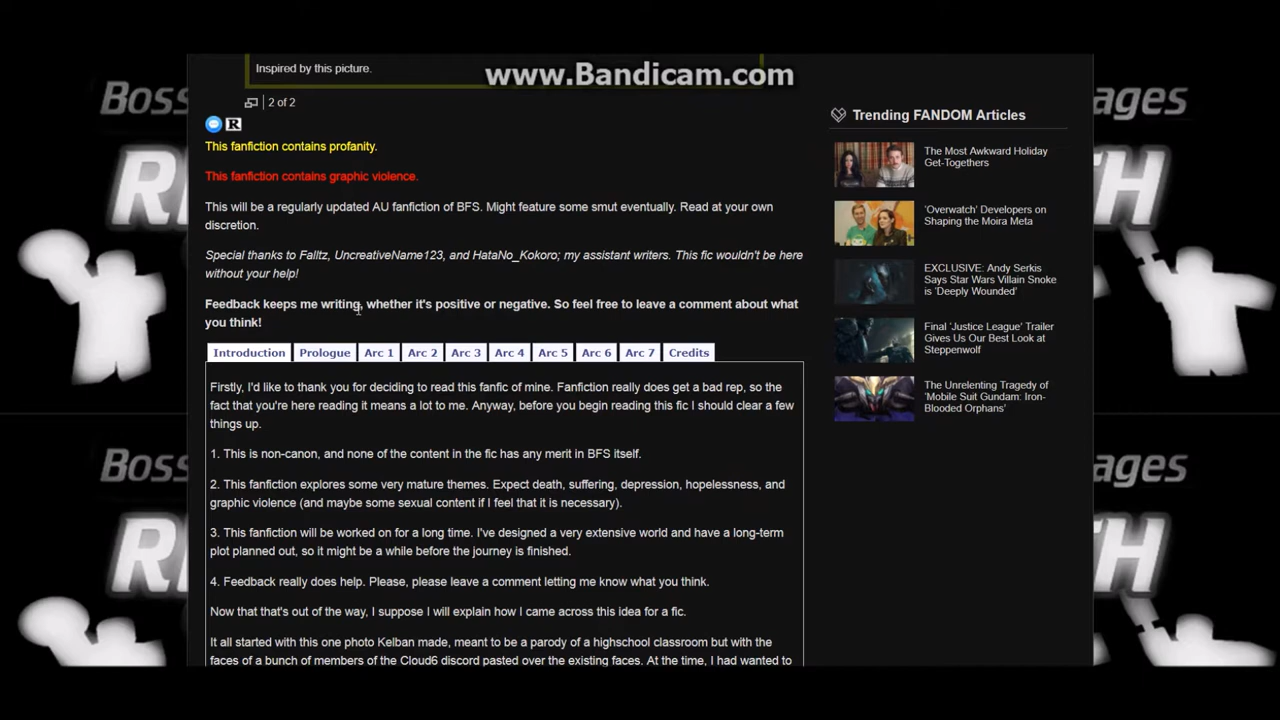 Inspired by this picture.
www.Bandicam.com
2 of 2
R
This fanfiction contains profanity.
This fanfiction contains graphic violence.
This will be a regularly updated AU fanfiction of BFS. Might feature some smut eventually. Read at your own
discretion.
Special thanks to Falltz, UncreativeName123, and HataNo_Kokoro; my assistant writers. This fic wouldn't be here
without your help!
Feedback keeps me writing, whether it's positive or negative. So feel free to leave a comment about what
you think!
Introduction Prologue Arc 1 Arc 2 Arc 3 Arc 4 Arc 5 Arc 6 Arc 7 Credits
Firstly, I'd like to thank you for deciding to read this fanfic of mine. Fanfiction really does get a bad rep, so the
fact that you're here reading it means a lot to me. Anyway, before you begin reading this fic I should clear a few
things up.
1. This is non-canon, and none of the content in the fic has any merit in BFS itself.
2. This fanfiction explores some very mature themes. Expect death, suffering, depression, hopelessness, and
graphic violence (and maybe some sexual content if I feel that it is necessary).
3. This fanfiction will be worked on for a long time. I've designed a very extensive world and have a long-term
plot planned out, so it might be a while before the journey is finished.
4. Feedback really does help. Please, please leave a comment letting me know what you think.
Now that that's out of the way, I suppose I will explain how I came across this idea for a fic.
It all started with this one photo Kelban made, meant to be a parody of a highschool classroom but with the
faces of a bunch of members of the Cloud6 discord pasted over the existing faces. At the time, I had wanted to
Trending FANDOM Articles
The Most Awkward Holiday
Get-Togethers
'Overwatch' Developers on
Shaping the Moira Meta
EXCLUSIVE: Andy Serkis
Says Star Wars Villain Snoke
is 'Deeply Wounded'
Final 'Justice League' Trailer
Gives Us Our Best Look at
Steppenwolf
The Unrelenting Tragedy of
'Mobile Suit Gundam: Iron-
Blooded Orphans'
Boss
ages
RI
TH
Boss
ages
RI
TH